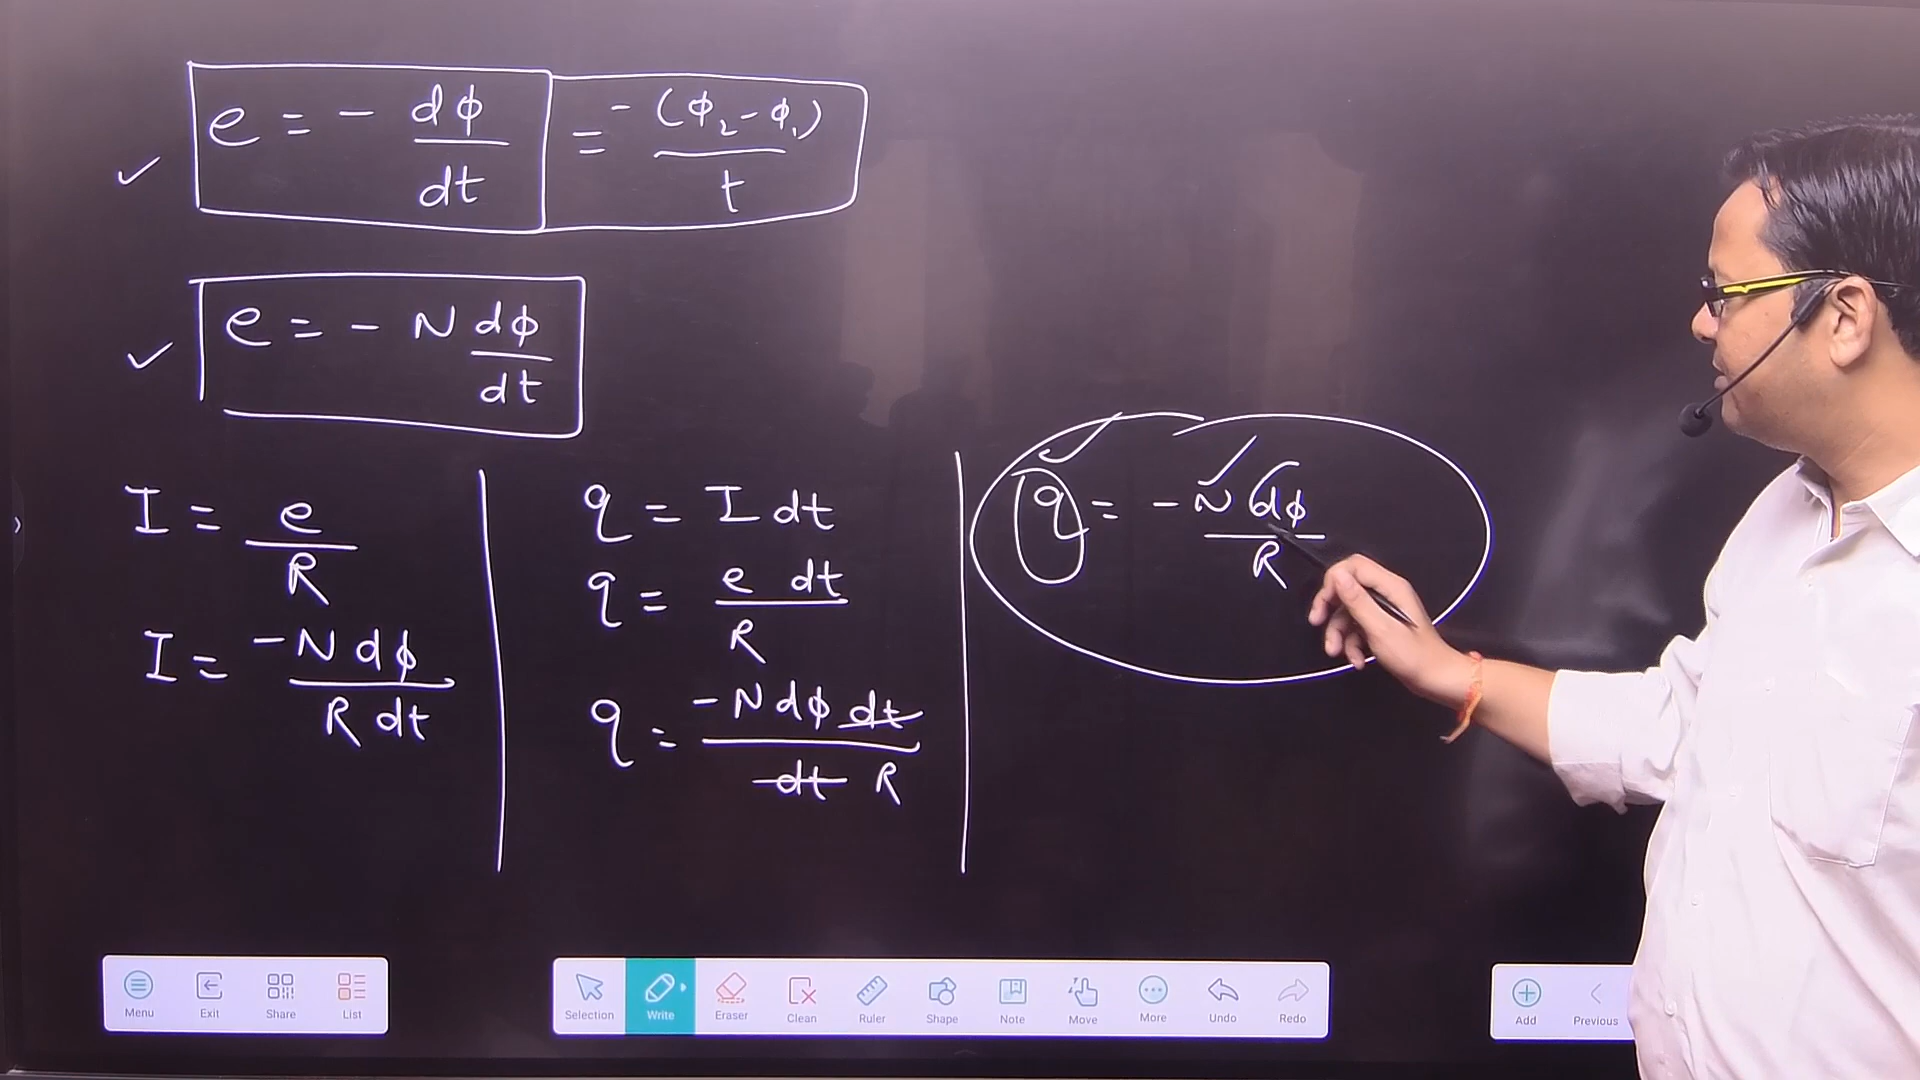 e = - dφ/dt = - (φ₂ - φ₁)/t
e = - N dφ/dt
I = e/R
I = -N dφ/R dt
q = I dt
q = e dt/R
q = -N dφ dt/dt R
q = -N dφ/R
Menu Exit Share List
Selection Write Eraser Clean Ruler Shape Note Move More Undo Redo
Add Previous